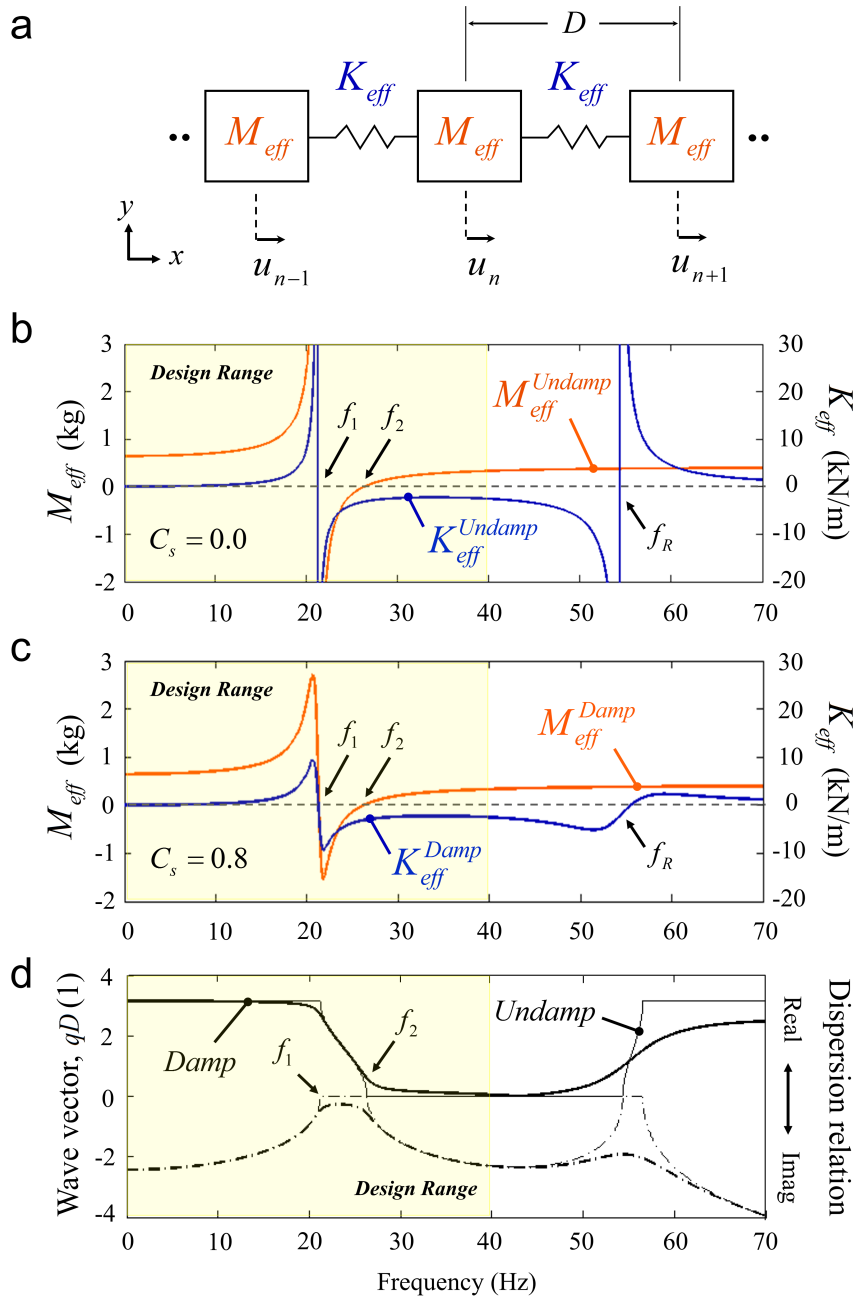 a
D
K_eff K_eff
•• M_eff M_eff M_eff ••
y
x
u_{n-1} u_n u_{n+1}
b
3 30
Design Range
2 20
M_eff^{Undamp}
1 f_1 f_2 10
M_eff (kg) K_eff (kN/m)
0 0
-1 C_s = 0.0 K_eff^{Undamp} f_R -10
-2 -20
0 10 20 30 40 50 60 70
c
3 30
Design Range
2 20
M_eff^{Damp}
1 f_1 f_2 10
M_eff (kg) K_eff (kN/m)
0 0
-1 C_s = 0.8 K_eff^{Damp} f_R -10
-2 -20
0 10 20 30 40 50 60 70
d
4
Undamp
2 Damp f_1 f_2
Wave vector, qD (1)
0
-2
Design Range
-4
Real
Imag
Dispersion relation
0 10 20 30 40 50 60 70
Frequency (Hz)